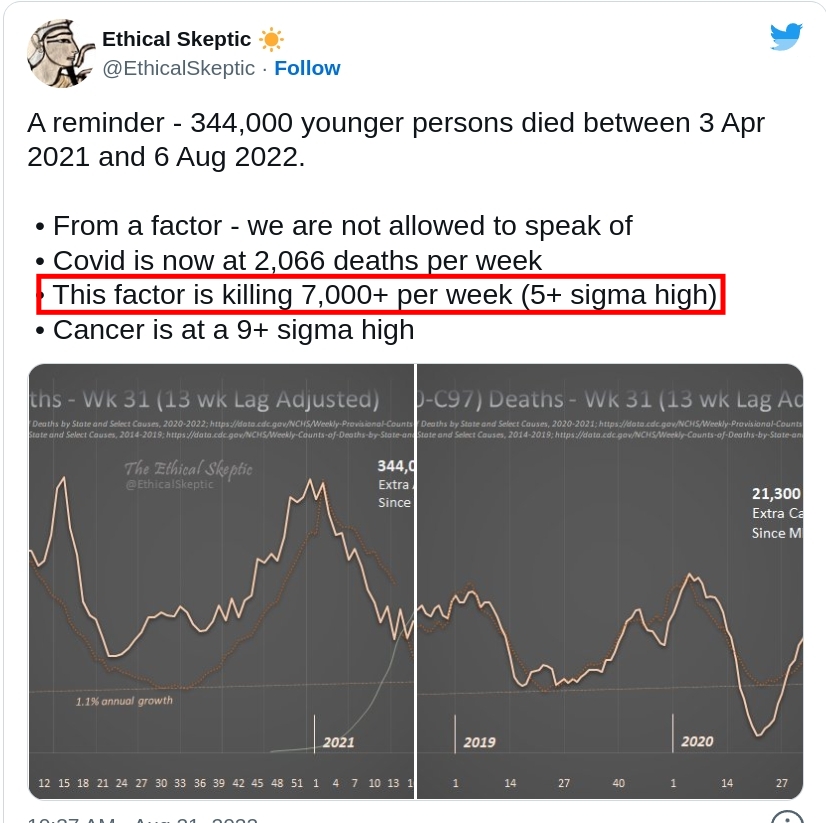 Ethical Skeptic
@EthicalSkeptic · Follow
A reminder - 344,000 younger persons died between 3 Apr
2021 and 6 Aug 2022.
• From a factor - we are not allowed to speak of
• Covid is now at 2,066 deaths per week
• This factor is killing 7,000+ per week (5+ sigma high)
• Cancer is at a 9+ sigma high
ths - Wk 31 (13 wk Lag Adjusted)
Deaths by State and Select Causes, 2020-2022; https://data.cdc.gov/NCHS/Weekly-Provisional-Counts
State and Select Causes, 2014-2019; https://data.cdc.gov/NCHS/Weekly-Counts-of-Deaths-by-State-an
The Ethical Skeptic
@EthicalSkeptic
344,0
Extra
Since
1.1% annual growth
2021
12 15 18 21 24 27 30 33 36 39 42 45 48 51 1 4 7 10 13 1
0-C97) Deaths - Wk 31 (13 wk Lag Ad
Deaths by State and Select Causes, 2020-2021; https://data.cdc.gov/NCHS/Weekly-Provisional-Counts
State and Select Causes, 2014-2019; https://data.cdc.gov/NCHS/Weekly-Counts-of-Deaths-by-State-an
21,300
Extra Ca
Since M
2019
2020
1 14 27 40 1 14 27